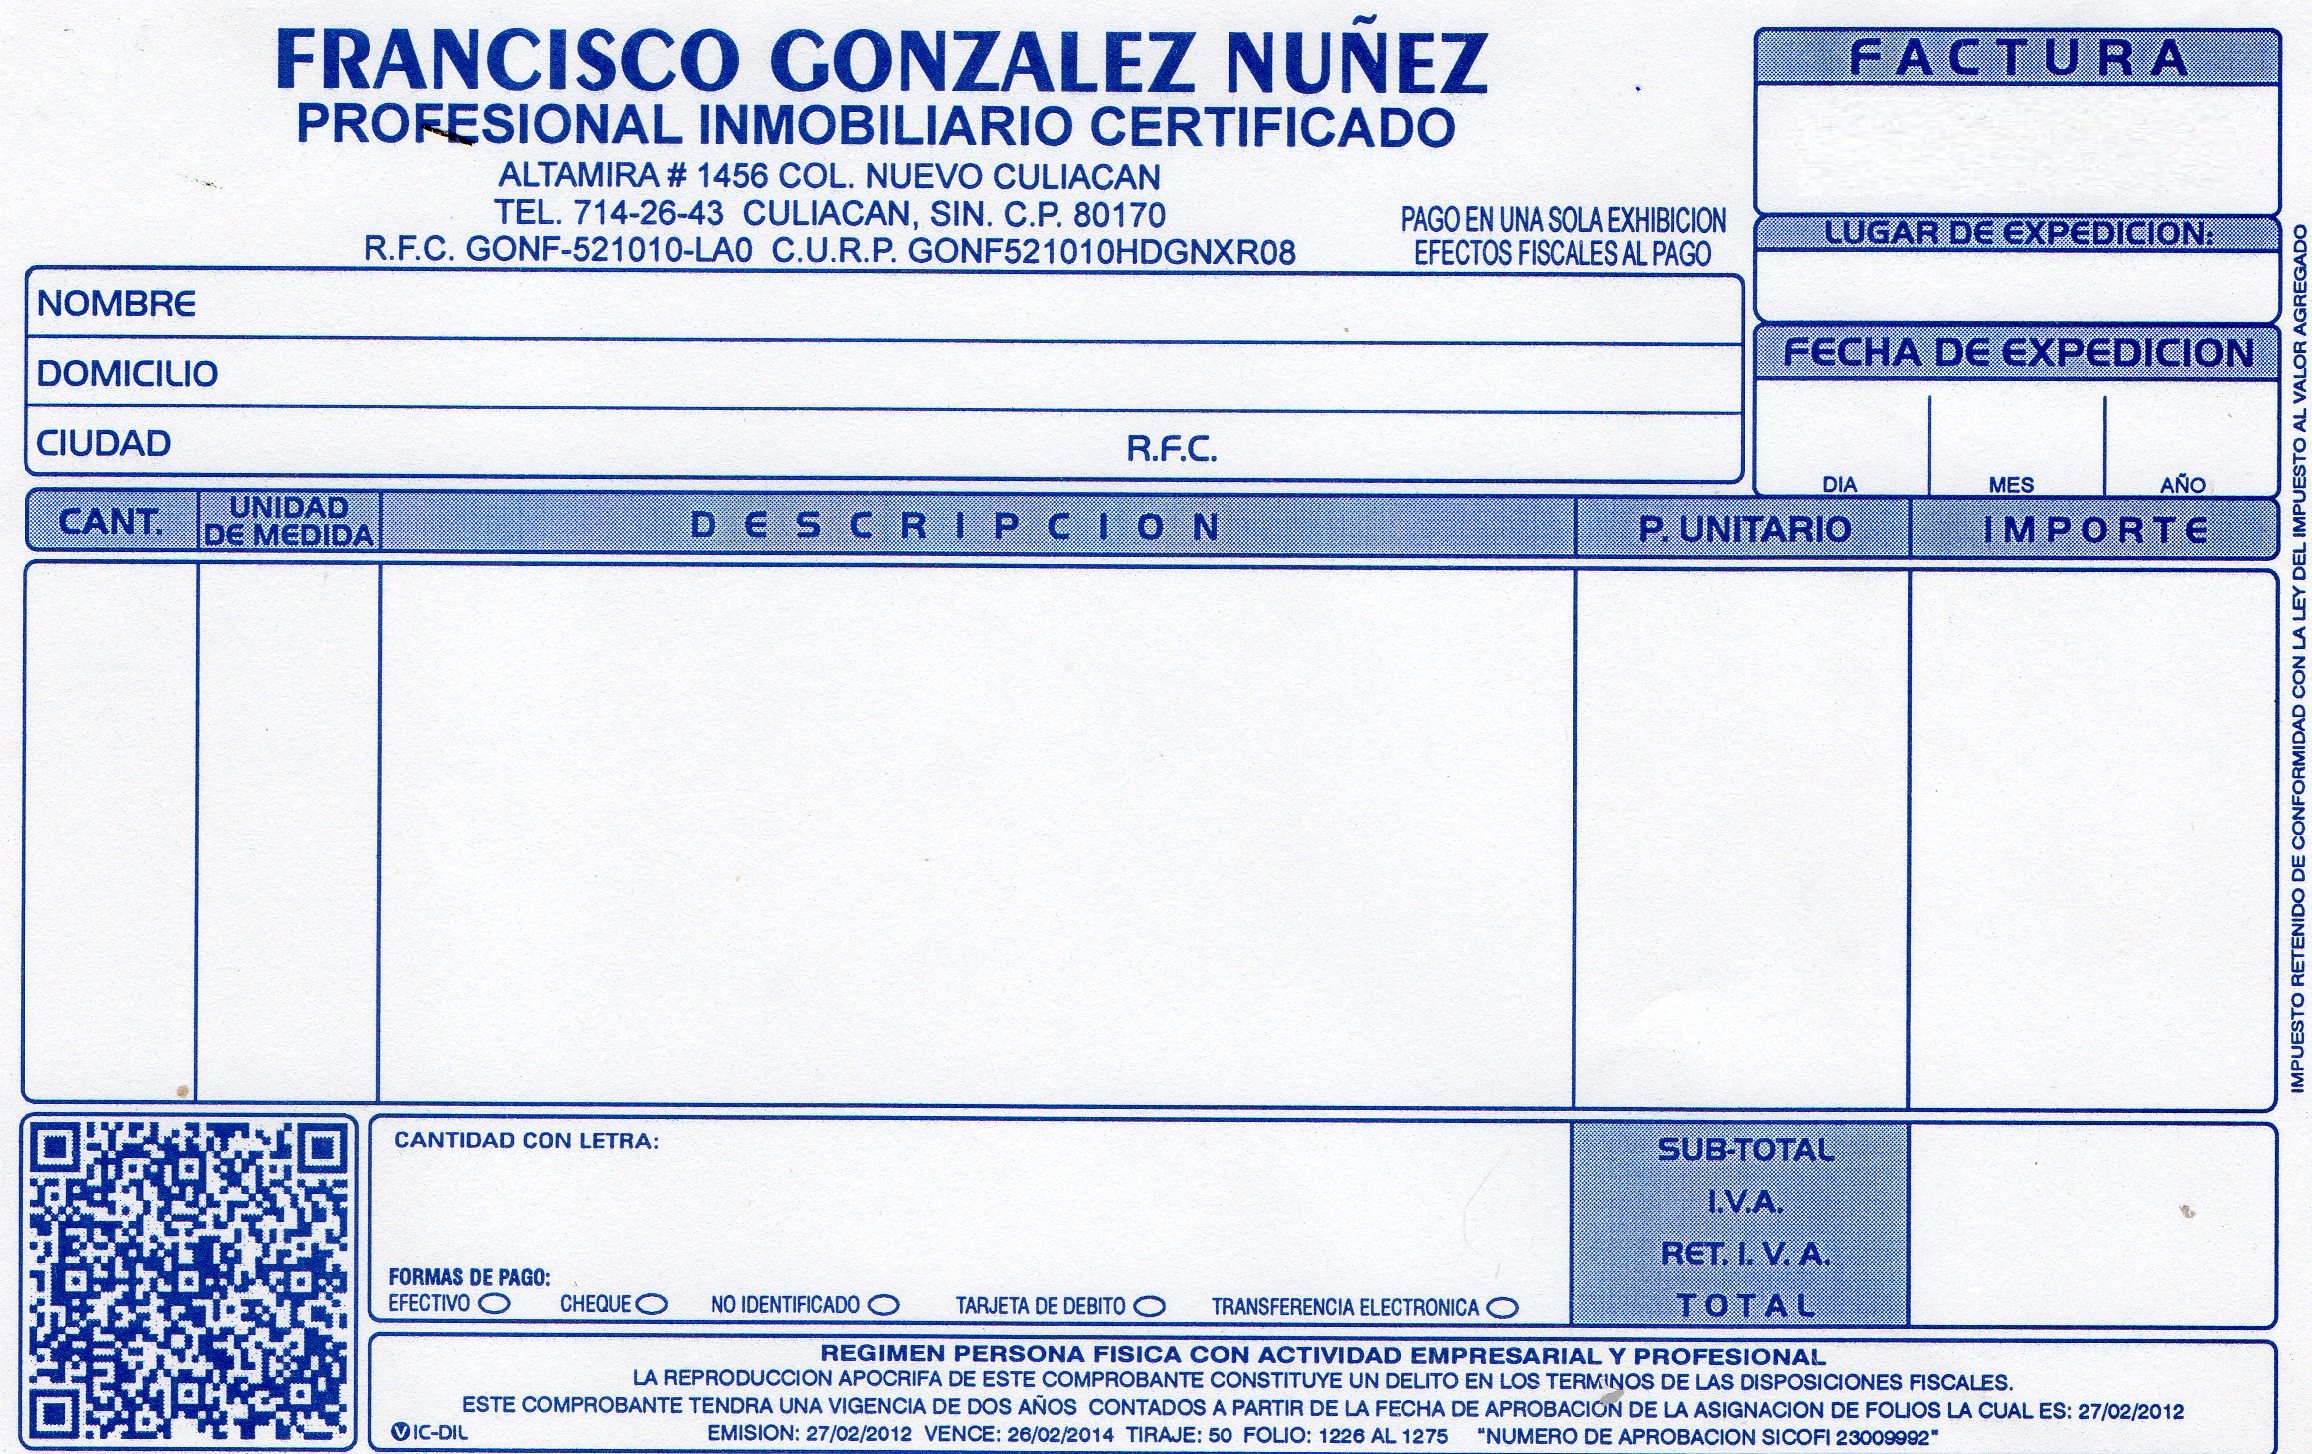 FRANCISCO GONZALEZ NUÑEZ
PROFESIONAL INMOBILIARIO CERTIFICADO
ALTAMIRA # 1456 COL. NUEVO CULIACAN
TEL. 714-26-43 CULIACAN, SIN. C.P. 80170
R.F.C. GONF-521010-LA0 C.U.R.P. GONF521010HDGNXR08
PAGO EN UNA SOLA EXHIBICION
EFECTOS FISCALES AL PAGO
FACTURA
LUGAR DE EXPEDICION:
FECHA DE EXPEDICION
DIA MES AÑO
NOMBRE
DOMICILIO
CIUDAD R.F.C.
CANT. UNIDAD DE MEDIDA DESCRIPCION P. UNITARIO IMPORTE
CANTIDAD CON LETRA:
SUB-TOTAL
I.V.A.
RET. I. V. A.
TOTAL
FORMAS DE PAGO:
EFECTIVO CHEQUE NO IDENTIFICADO TARJETA DE DEBITO TRANSFERENCIA ELECTRONICA
REGIMEN PERSONA FISICA CON ACTIVIDAD EMPRESARIAL Y PROFESIONAL
LA REPRODUCCION APOCRIFA DE ESTE COMPROBANTE CONSTITUYE UN DELITO EN LOS TERMINOS DE LAS DISPOSICIONES FISCALES.
ESTE COMPROBANTE TENDRA UNA VIGENCIA DE DOS AÑOS CONTADOS A PARTIR DE LA FECHA DE APROBACION DE LA ASIGNACION DE FOLIOS LA CUAL ES: 27/02/2012
VIC-DIL EMISION: 27/02/2012 VENCE: 26/02/2014 TIRAJE: 50 FOLIO: 1226 AL 1275 "NUMERO DE APROBACION SICOFI 23009992"
IMPUESTO RETENIDO DE CONFORMIDAD CON LA LEY DEL IMPUESTO AL VALOR AGREGADO